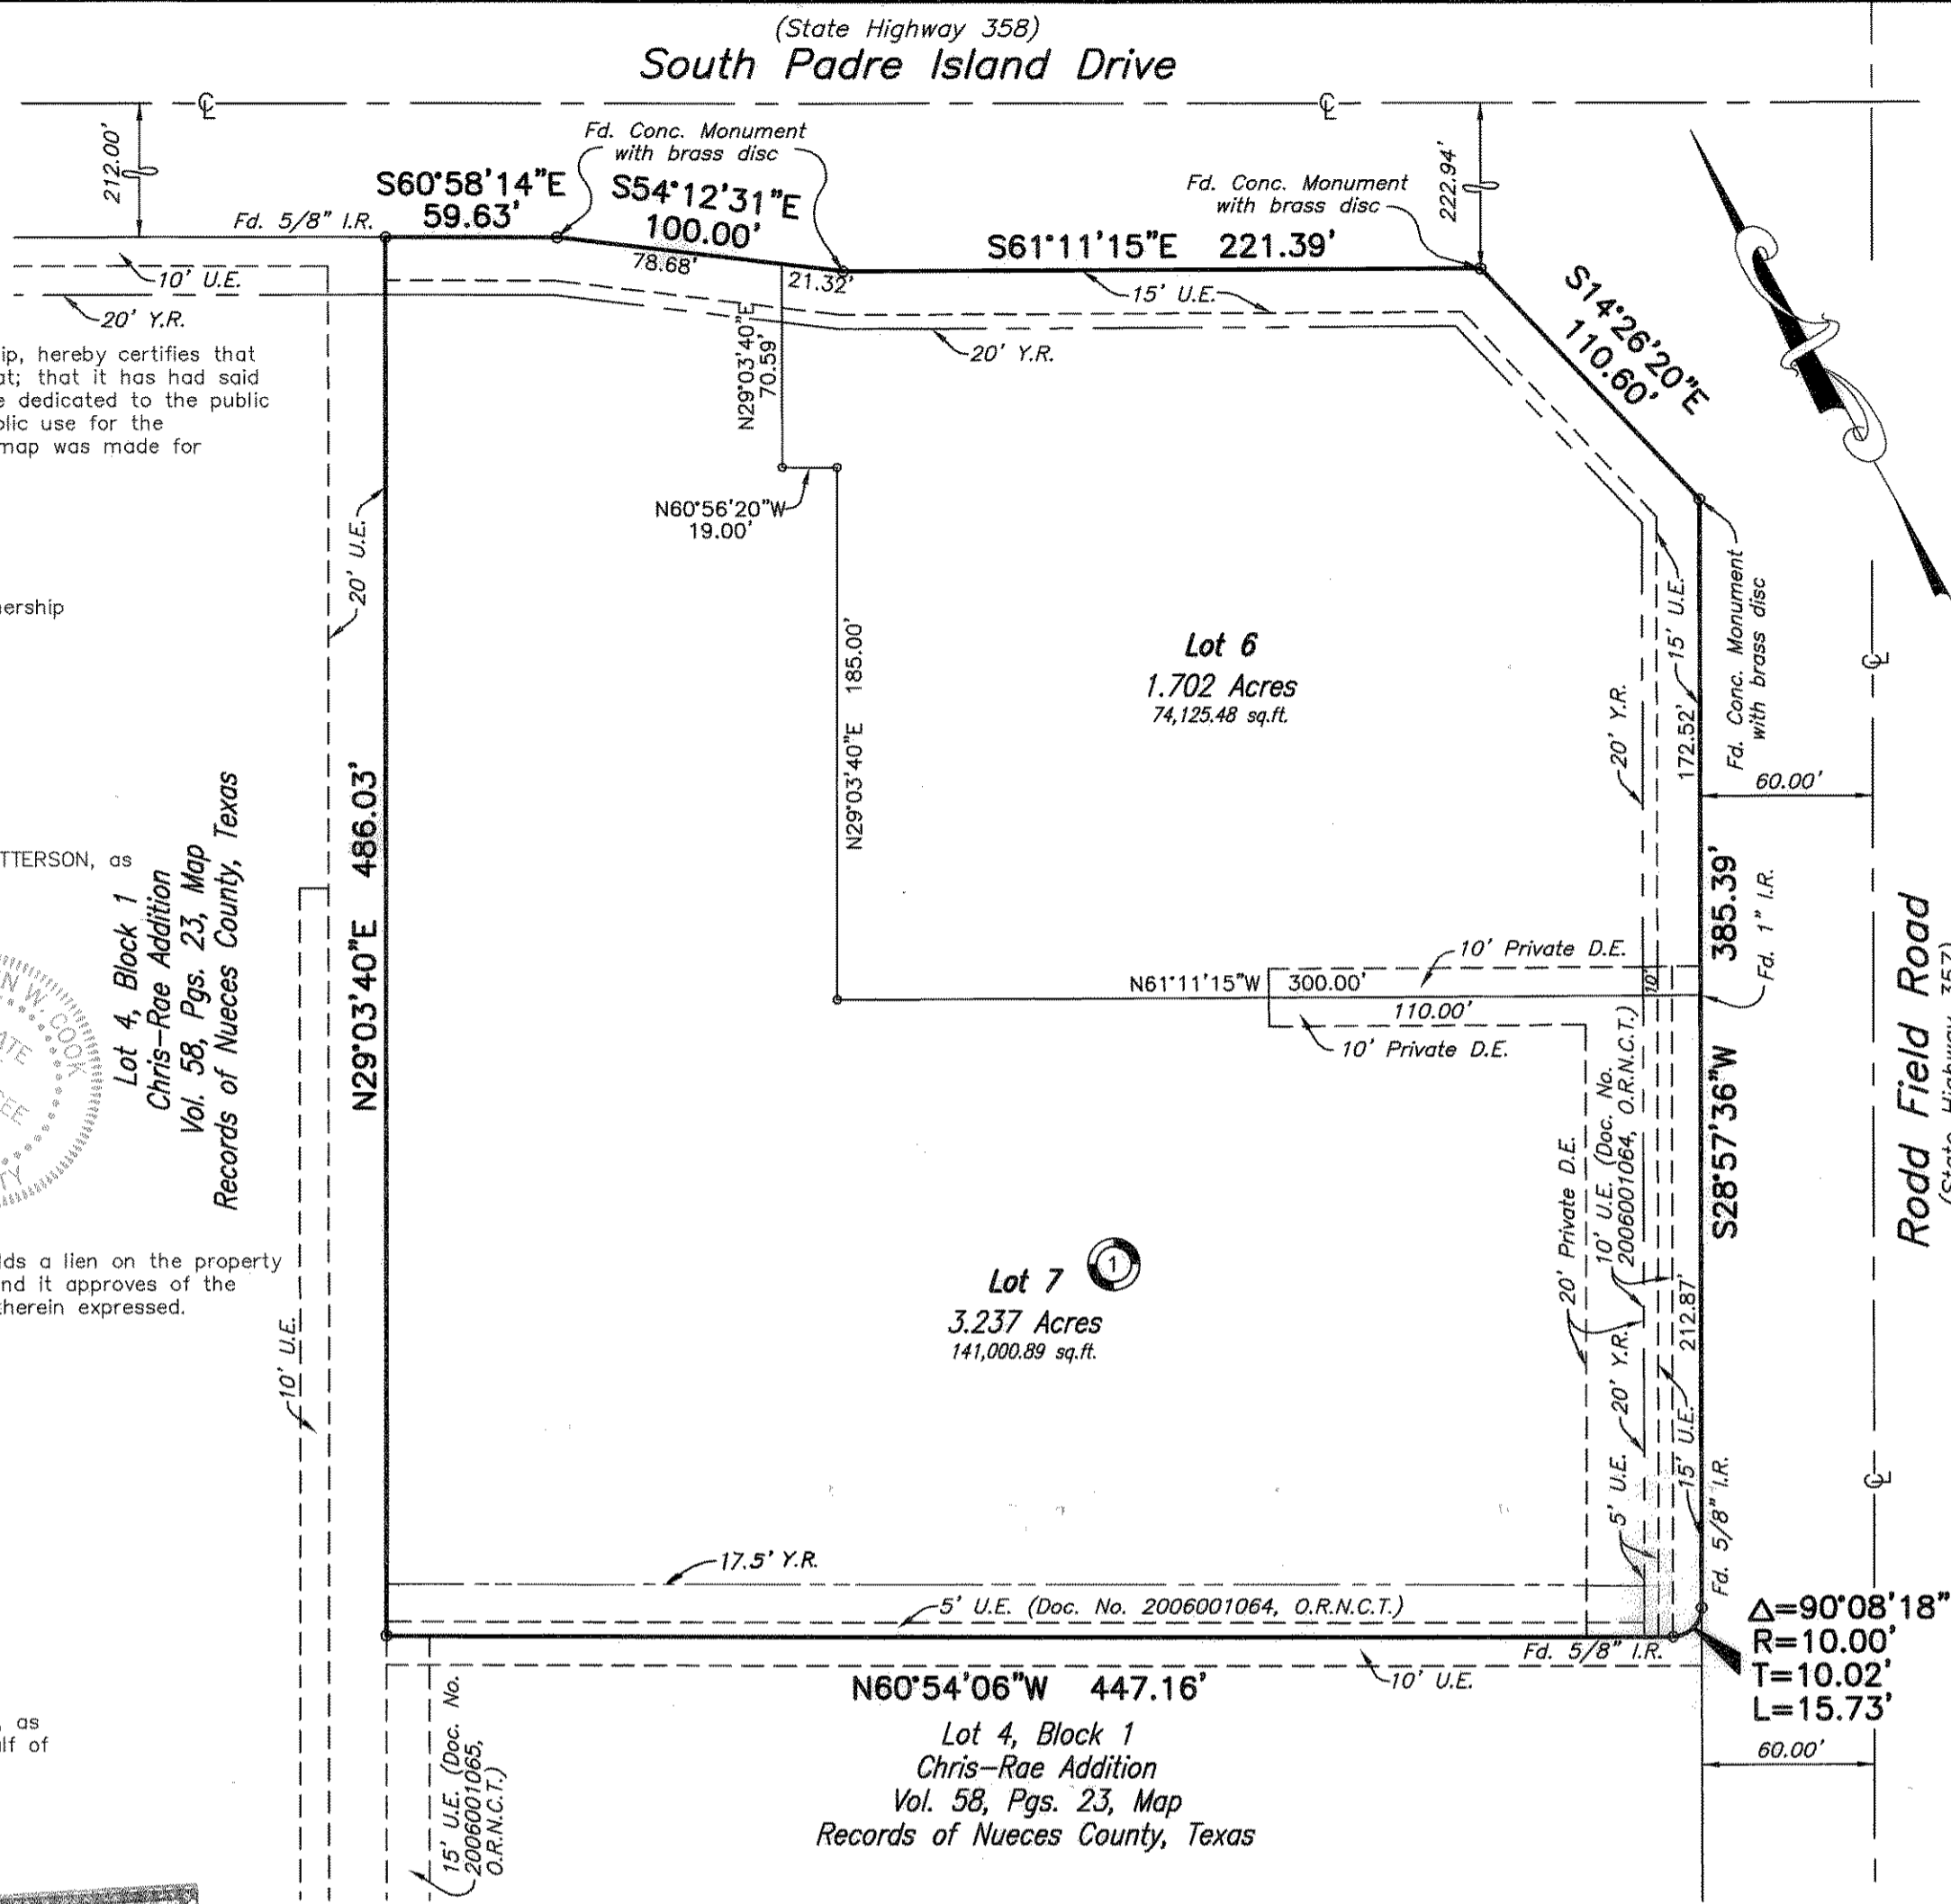 (State Highway 358)
South Padre Island Drive
℄
℄
212.00'
Fd. Conc. Monument
with brass disc
222.94'
Fd. Conc. Monument
with brass disc
S60°58'14"E
59.63'
S54°12'31"E
100.00'
Fd. 5/8" I.R.
78.68'
21.32'
S61°11'15"E 221.39'
S14°26'20"E
110.60'
10' U.E.
20' Y.R.
15' U.E.
20' Y.R.
N29°03'40"E
70.59'
N60°56'20"W
19.00'
ip, hereby certifies that
at; that it has had said
e dedicated to the public
blic use for the
map was made for
20' U.E.
nership
Fd. Conc. Monument
with brass disc
15' U.E.
172.52'
20' Y.R.
℄
Lot 6
1.702 Acres
74,125.48 sq.ft.
N29°03'40"E 185.00'
60.00'
N29°03'40"E 486.03'
TTERSON, as
Lot 4, Block 1
Chris-Rae Addition
Vol. 58, Pgs. 23, Map
Records of Nueces County, Texas
W. COOK
385.39'
Fd. 1" I.R.
Rodd Field Road
(State Highway 357)
10' Private D.E.
N61°11'15"W 300.00'
10'
110.00'
10' Private D.E.
20' Private D.E.
10' U.E. (Doc. No.
2006001064, O.R.N.C.T.)
S28°57'36"W
212.87'
Lot 7 1
3.237 Acres
141,000.89 sq.ft.
lds a lien on the property
nd it approves of the
therein expressed.
10' U.E.
5' U.E.
20' Y.R.
15' U.E.
Fd. 5/8" I.R.
℄
17.5' Y.R.
5' U.E. (Doc. No. 2006001064, O.R.N.C.T.)
Fd. 5/8" I.R.
Δ=90°08'18"
R=10.00'
T=10.02'
L=15.73'
N60°54'06"W 447.16'
10' U.E.
60.00'
, as
alf of
15' U.E. (Doc. No.
2006001065,
O.R.N.C.T.)
Lot 4, Block 1
Chris-Rae Addition
Vol. 58, Pgs. 23, Map
Records of Nueces County, Texas